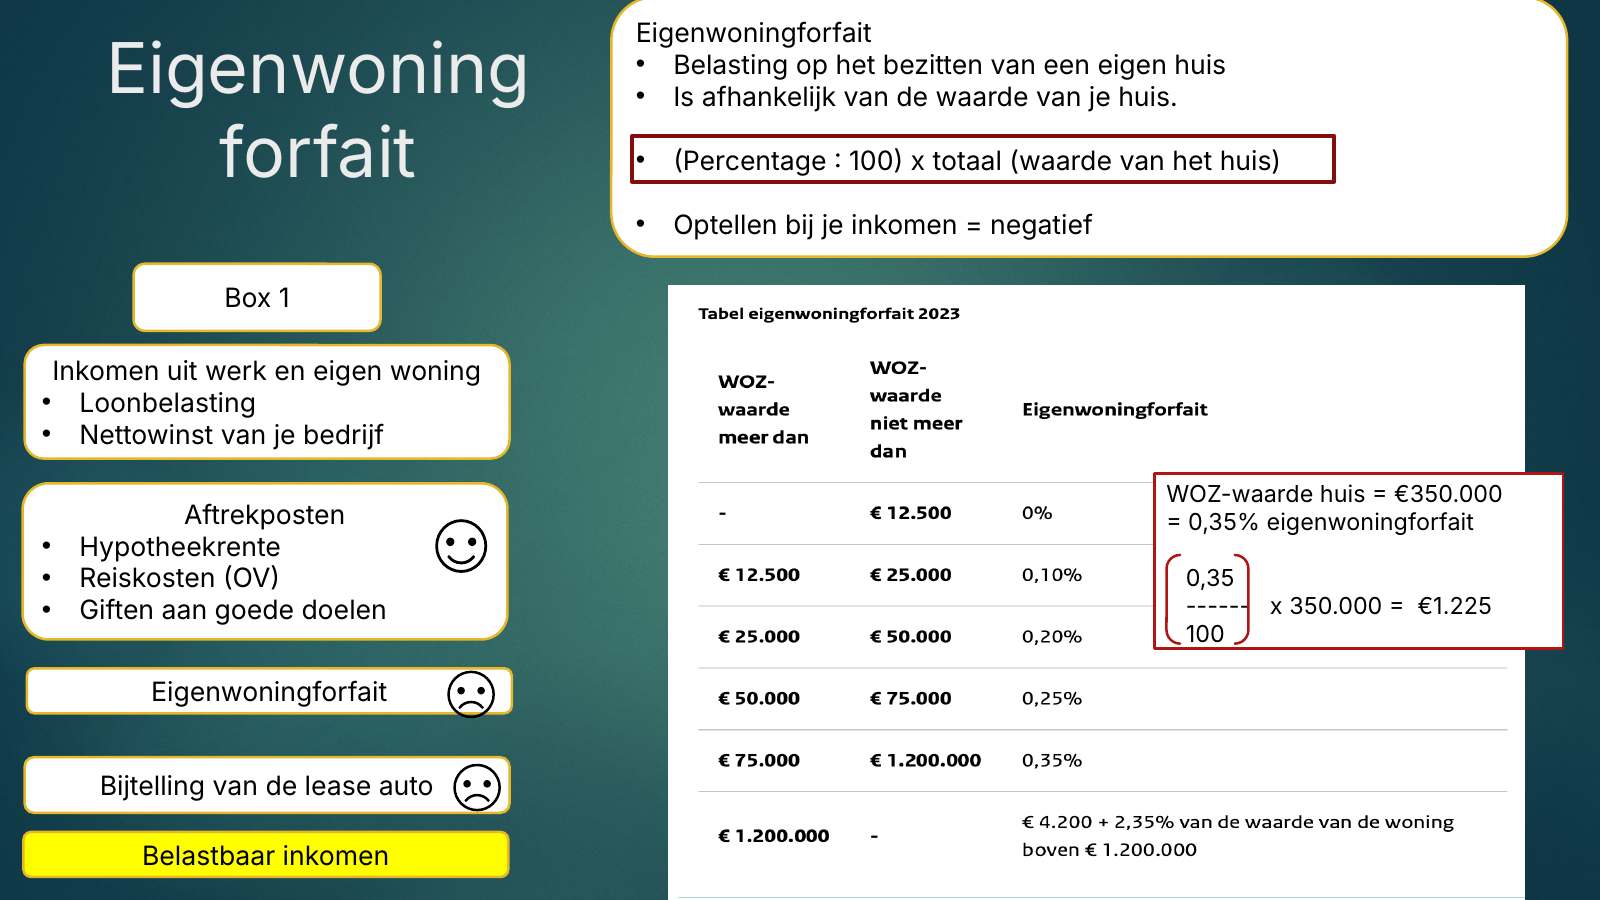 Eigenwoning
forfait
Eigenwoningforfait
• Belasting op het bezitten van een eigen huis
• Is afhankelijk van de waarde van je huis.
• (Percentage : 100) x totaal (waarde van het huis)
• Optellen bij je inkomen = negatief
Box 1
Inkomen uit werk en eigen woning
• Loonbelasting
• Nettowinst van je bedrijf
Aftrekposten
• Hypotheekrente
• Reiskosten (OV)
• Giften aan goede doelen
Eigenwoningforfait
Bijtelling van de lease auto
Belastbaar inkomen
Tabel eigenwoningforfait 2023
WOZ-
waarde
meer dan
WOZ-
waarde
niet meer
dan
Eigenwoningforfait
- € 12.500 0%
€ 12.500 € 25.000 0,10%
€ 25.000 € 50.000 0,20%
€ 50.000 € 75.000 0,25%
€ 75.000 € 1.200.000 0,35%
€ 1.200.000 - € 4.200 + 2,35% van de waarde van de woning
boven € 1.200.000
WOZ-waarde huis = €350.000
= 0,35% eigenwoningforfait
0,35
------ x 350.000 = €1.225
100